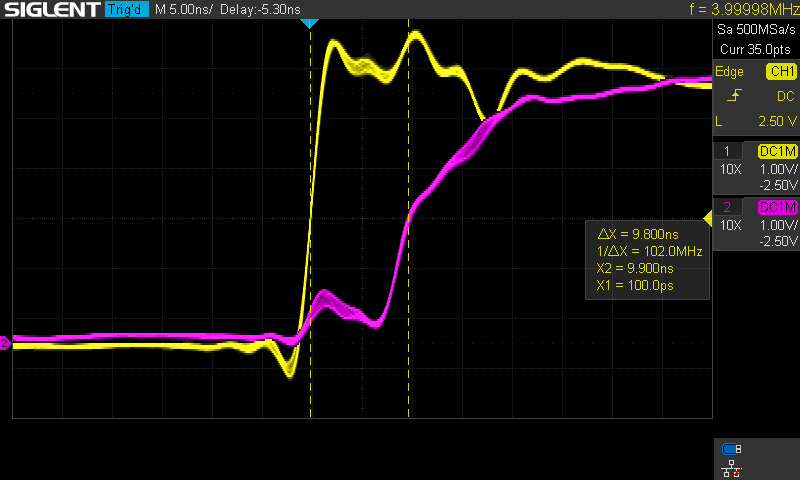 SIGLENT Trig'd M 5.00ns/ Delay:-5.30ns f = 3.99998MHz
Sa 500MSa/s
Curr 35.0pts
Edge CH1
DC
L 2.50 V
1 DC1M
10X 1.00V/
-2.50V
2 DC1M
10X 1.00V/
-2.50V
ΔX = 9.800ns
1/ΔX = 102.0MHz
X2 = 9.900ns
X1 = 100.0ps
2